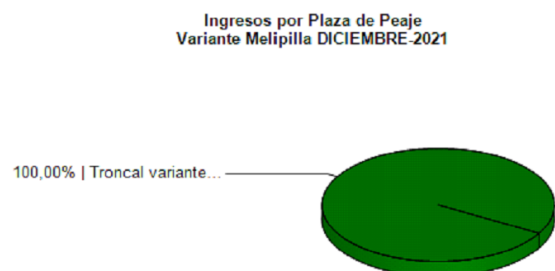 Ingresos por Plaza de Peaje
Variante Melipilla DICIEMBRE-2021
100,00% | Troncal variante...